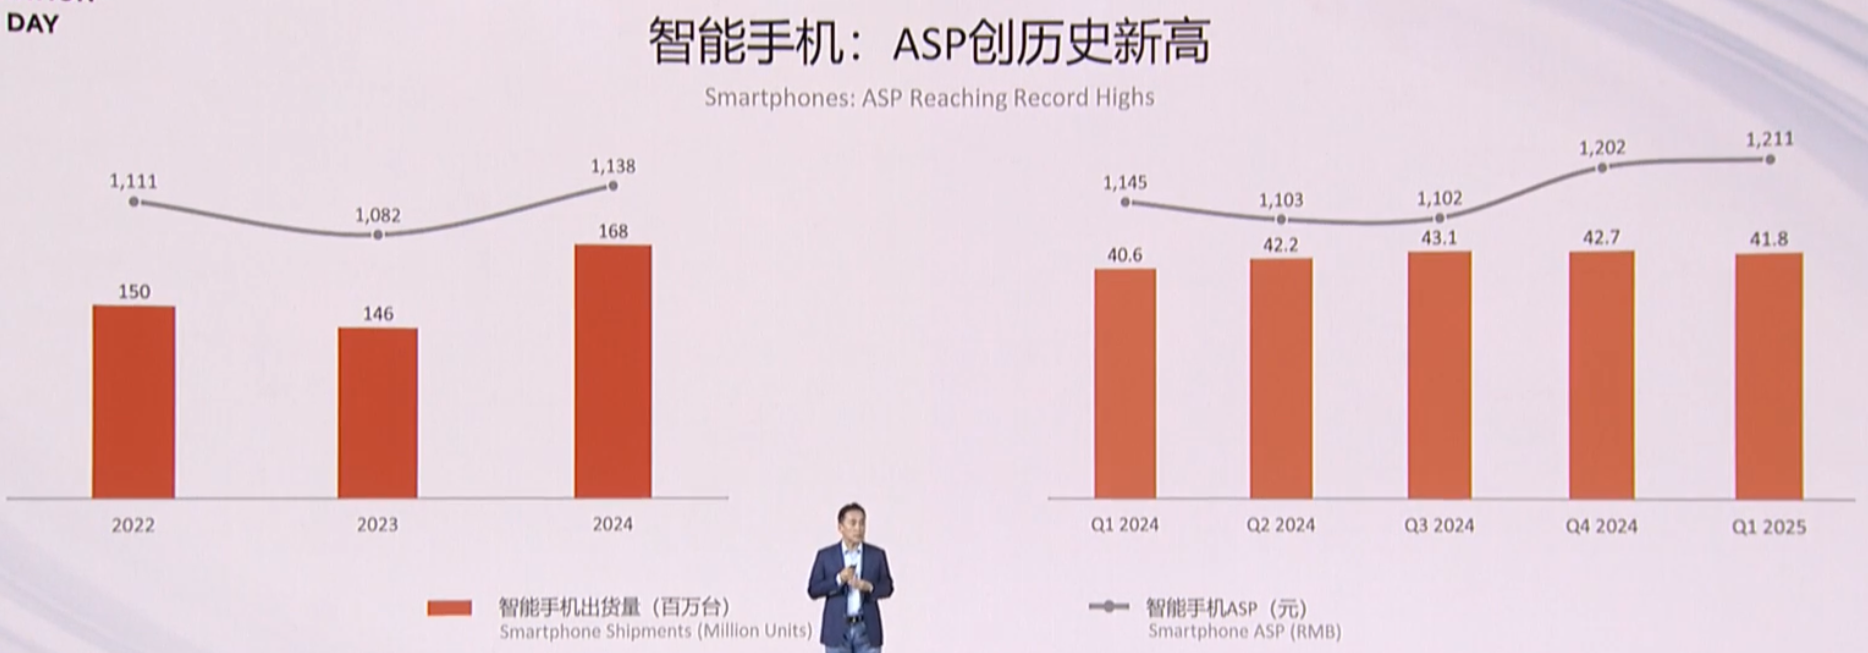 DAY
智能手机：ASP创历史新高
Smartphones: ASP Reaching Record Highs
1,111
1,082
1,138
150
146
168
2022
2023
2024
1,145
1,103
1,102
1,202
1,211
40.6
42.2
43.1
42.7
41.8
Q1 2024
Q2 2024
Q3 2024
Q4 2024
Q1 2025
智能手机出货量（百万台）
Smartphone Shipments (Million Units)
智能手机ASP（元）
Smartphone ASP (RMB)